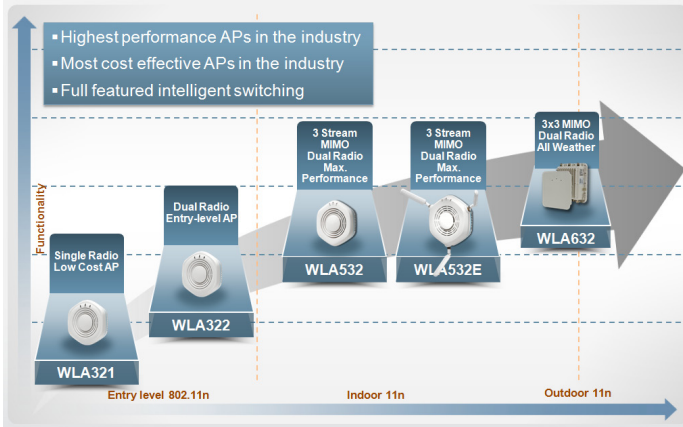 ▪ Highest performance APs in the industry
▪ Most cost effective APs in the industry
▪ Full featured intelligent switching
Functionality
Single Radio
Low Cost AP
WLA321
Dual Radio
Entry-level AP
WLA322
3 Stream
MIMO
Dual Radio
Max.
Performance
WLA532
3 Stream
MIMO
Dual Radio
Max.
Performance
WLA532E
3x3 MIMO
Dual Radio
All Weather
WLA632
Entry level 802.11n
Indoor 11n
Outdoor 11n